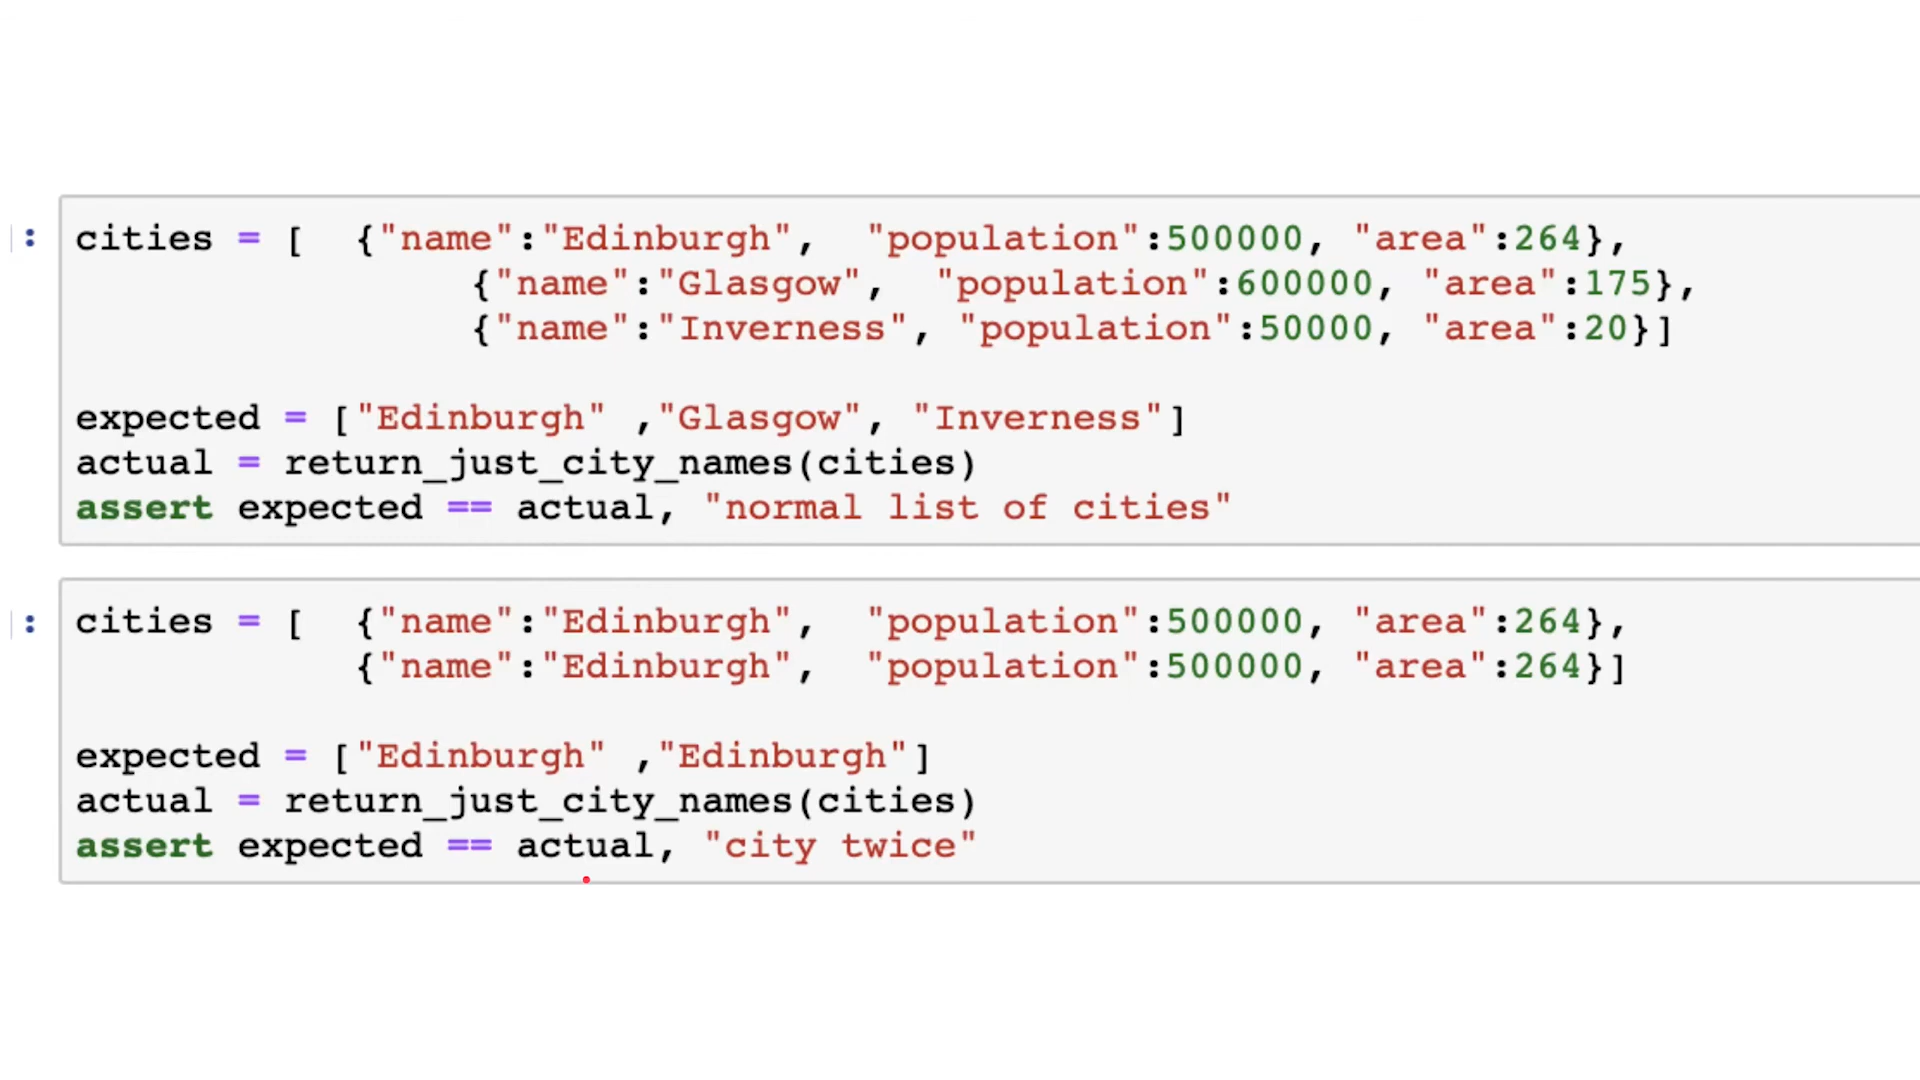 cities = [  {"name":"Edinburgh",  "population":500000, "area":264},
{"name":"Glasgow",  "population":600000, "area":175},
{"name":"Inverness", "population":50000, "area":20}]
expected = ["Edinburgh" ,"Glasgow", "Inverness"]
actual = return_just_city_names(cities)
assert expected == actual, "normal list of cities"
cities = [  {"name":"Edinburgh",  "population":500000, "area":264},
{"name":"Edinburgh",  "population":500000, "area":264}]
expected = ["Edinburgh" ,"Edinburgh"]
actual = return_just_city_names(cities)
assert expected == actual, "city twice"